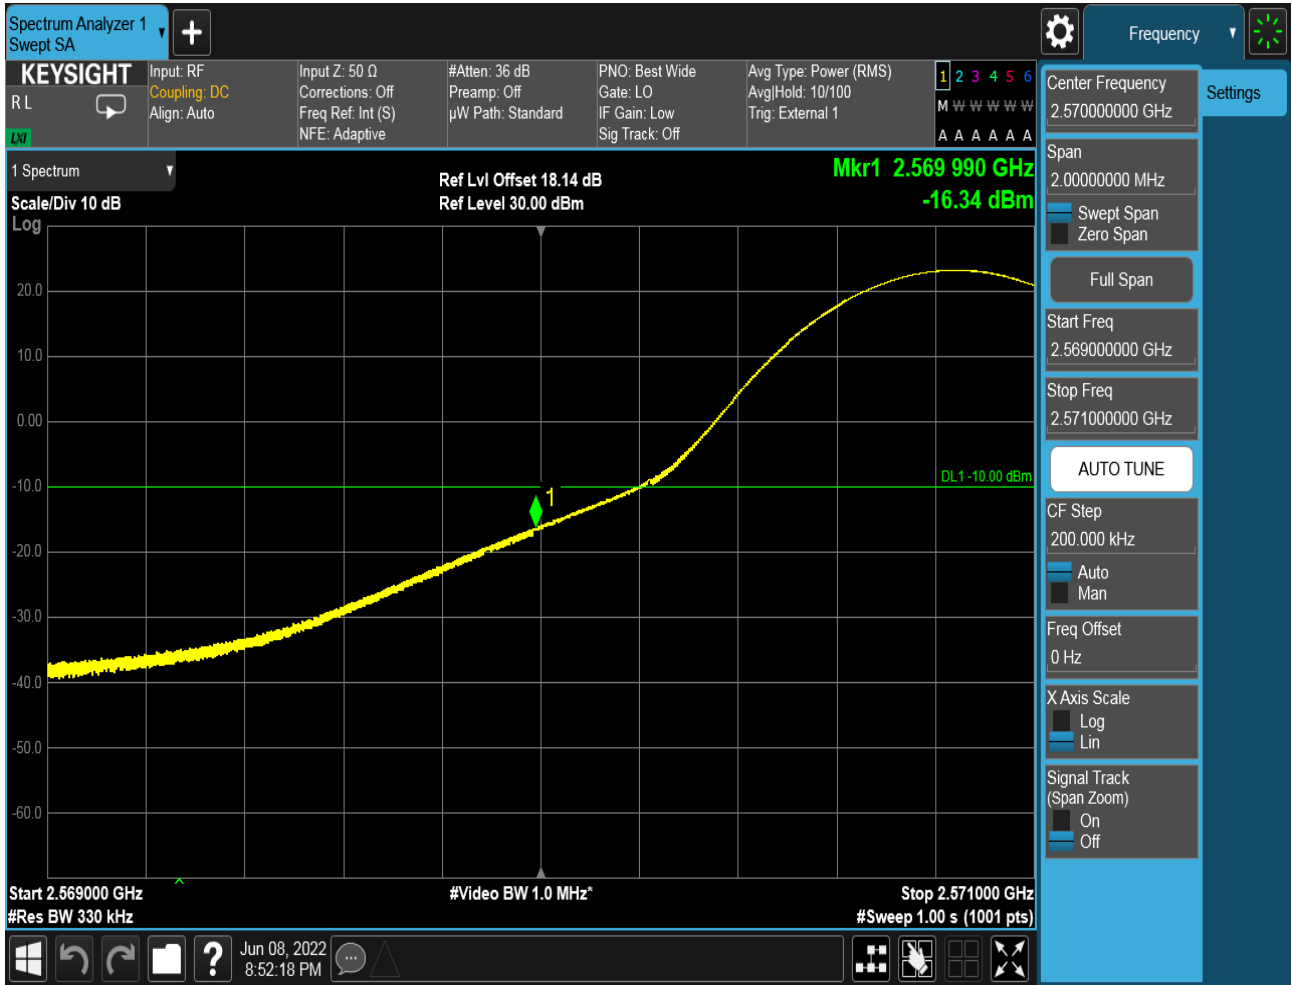 Spectrum Analyzer 1
Swept SA
Frequency
KEYSIGHT
R L
LXI
Input: RF
Coupling: DC
Align: Auto
Input Z: 50 Ω
Corrections: Off
Freq Ref: Int (S)
NFE: Adaptive
#Atten: 36 dB
Preamp: Off
µW Path: Standard
PNO: Best Wide
Gate: LO
IF Gain: Low
Sig Track: Off
Avg Type: Power (RMS)
Avg|Hold: 10/100
Trig: External 1
1 2 3 4 5 6
M W W W W W
A A A A A A
1 Spectrum
Scale/Div 10 dB
Log
Ref Lvl Offset 18.14 dB
Ref Level 30.00 dBm
Mkr1 2.569 990 GHz
-16.34 dBm
20.0
10.0
0.00
-10.0
-20.0
-30.0
-40.0
-50.0
-60.0
1
DL1 -10.00 dBm
Start 2.569000 GHz
#Res BW 330 kHz
#Video BW 1.0 MHz*
Stop 2.571000 GHz
#Sweep 1.00 s (1001 pts)
Center Frequency
2.570000000 GHz
Span
2.00000000 MHz
Swept Span
Zero Span
Full Span
Start Freq
2.569000000 GHz
Stop Freq
2.571000000 GHz
AUTO TUNE
CF Step
200.000 kHz
Auto
Man
Freq Offset
0 Hz
X Axis Scale
Log
Lin
Signal Track
(Span Zoom)
On
Off
Settings
?
Jun 08, 2022
8:52:18 PM